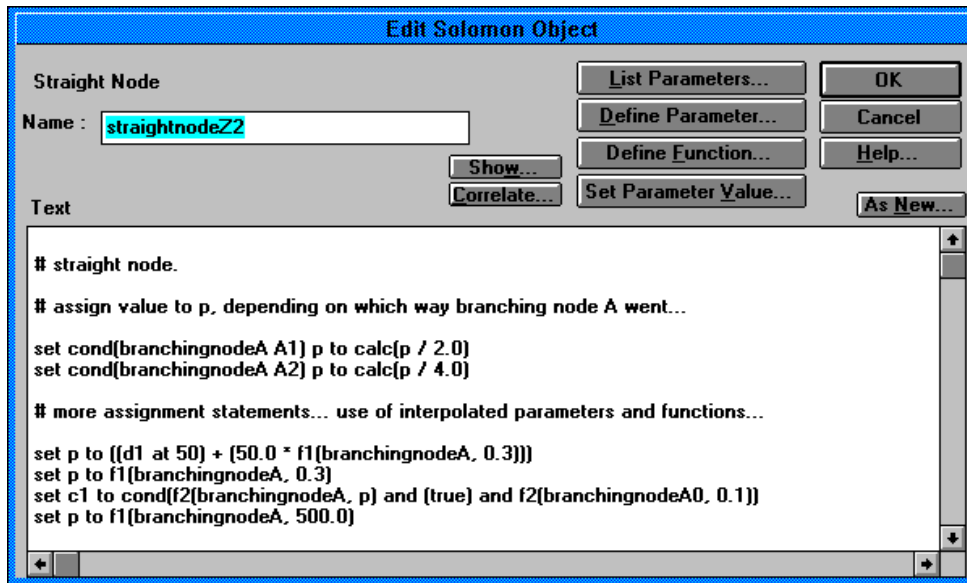 Edit Solomon Object
Straight Node
Name :
straightnodeZ2
List Parameters...
Define Parameter...
Define Function...
Set Parameter Value...
OK
Cancel
Help...
Show...
Correlate...
As New...
Text
# straight node.
# assign value to p, depending on which way branching node A went...
set cond(branchingnodeA A1) p to calc(p / 2.0)
set cond(branchingnodeA A2) p to calc(p / 4.0)
# more assignment statements... use of interpolated parameters and functions...
set p to ((d1 at 50) + (50.0 * f1(branchingnodeA, 0.3)))
set p to f1(branchingnodeA, 0.3)
set c1 to cond(f2(branchingnodeA, p) and (true) and f2(branchingnodeA0, 0.1))
set p to f1(branchingnodeA, 500.0)